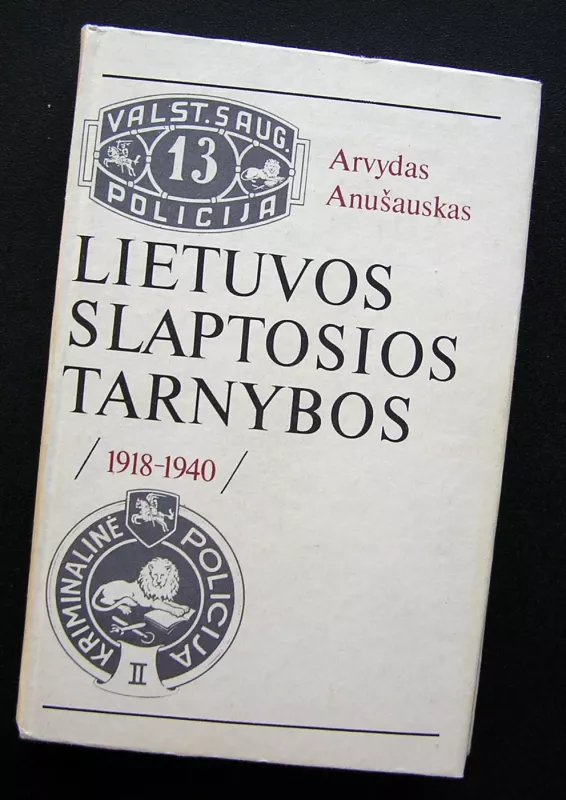 VALST. SAUG.
13
POLICIJA
Arvydas
Anušauskas
LIETUVOS
SLAPTOSIOS
TARNYBOS
/ 1918-1940 /
KRIMINALINĖ POLICIJA
II